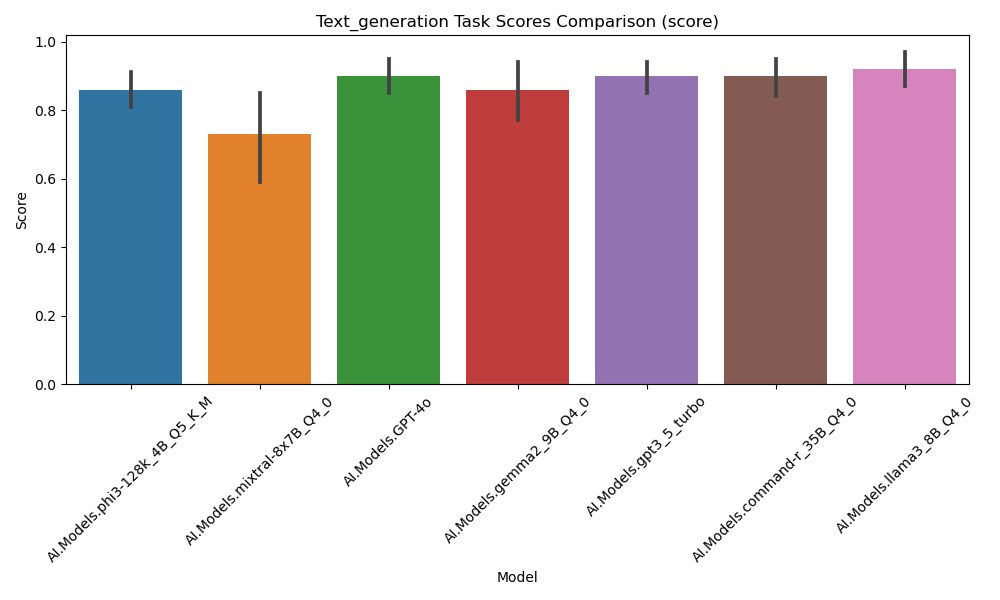 Text_generation Task Scores Comparison (score)
1.0
0.8
0.6
0.4
0.2
0.0
Score
AI.Models.phi3-128k_4B_Q5_K_M
AI.Models.mixtral-8x7B_Q4_0
AI.Models.GPT-4o
AI.Models.gemma2_9B_Q4_0
AI.Models.gpt3_5_turbo
AI.Models.command-r_35B_Q4_0
AI.Models.llama3_8B_Q4_0
Model